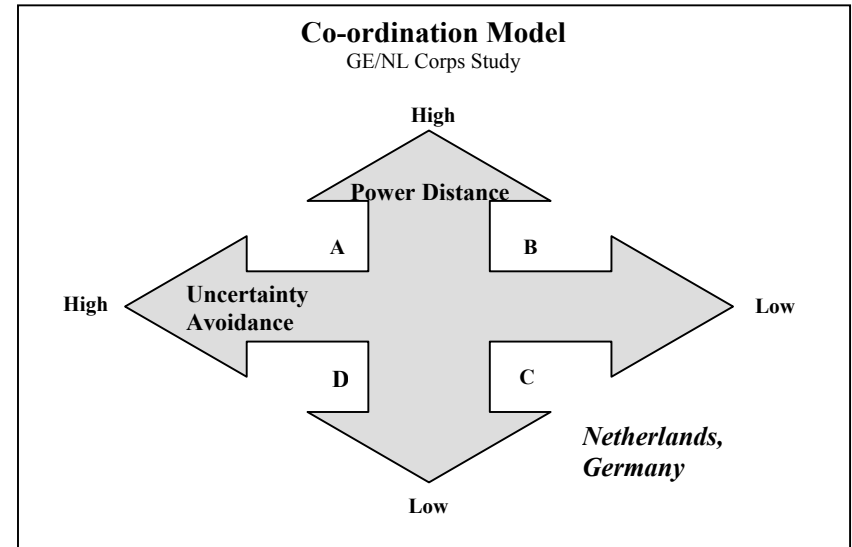 Co-ordination Model
GE/NL Corps Study
High
Power Distance
A
B
High
Uncertainty
Avoidance
Low
D
C
Netherlands,
Germany
Low